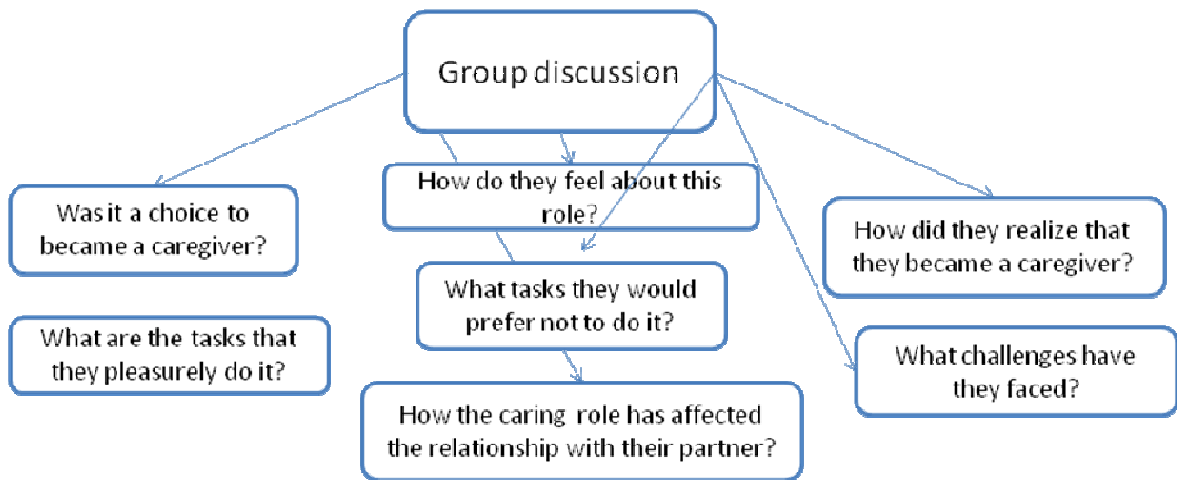 Group discussion
How do they feel about this
role?
Was it a choice to
became a caregiver?
How did they realize that
they became a caregiver?
What tasks they would
prefer not to do it?
What are the tasks that
they pleasurely do it?
What challenges have
they faced?
How the caring role has affected
the relationship with their partner?